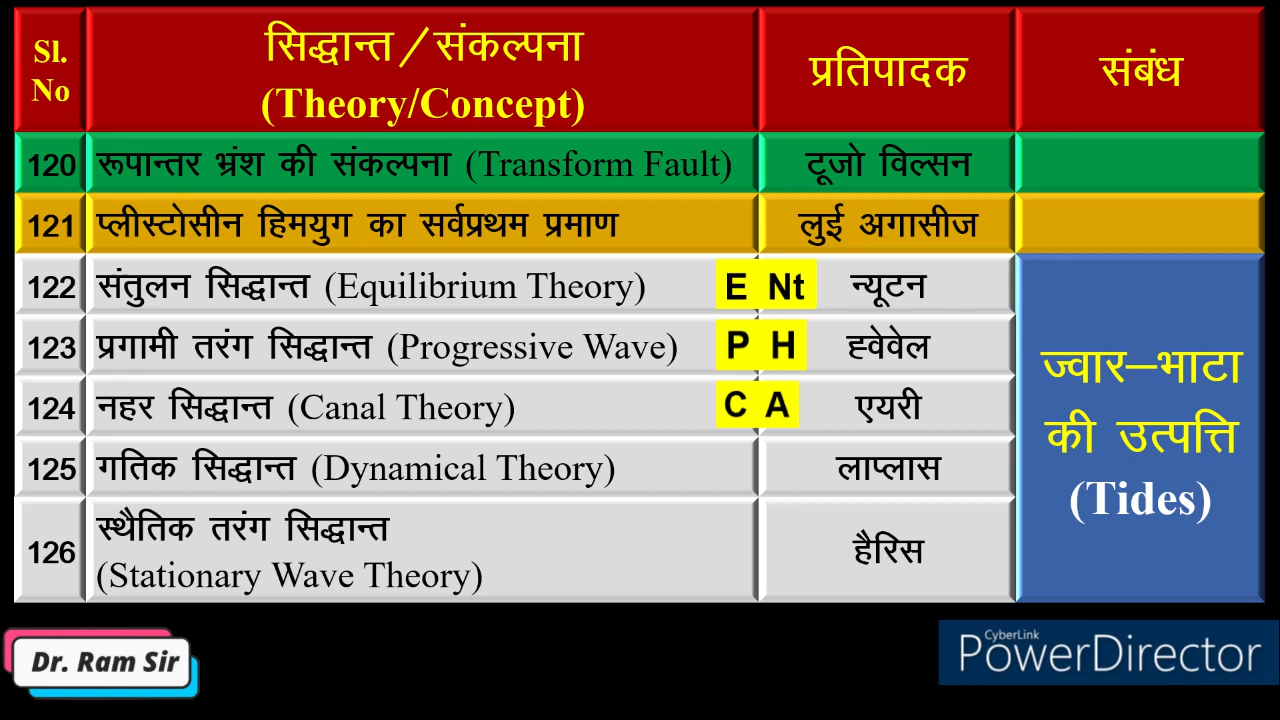 Sl. No
सिद्धान्त/संकल्पना
(Theory/Concept)
प्रतिपादक
संबंध
120 रूपान्तर भ्रंश की संकल्पना (Transform Fault) टूजो विल्सन
121 प्लीस्टोसीन हिमयुग का सर्वप्रथम प्रमाण लुई अगासीज
122 संतुलन सिद्धान्त (Equilibrium Theory) E Nt न्यूटन
123 प्रगामी तरंग सिद्धान्त (Progressive Wave) P H ह्वेवेल
124 नहर सिद्धान्त (Canal Theory) C A एयरी
125 गतिक सिद्धान्त (Dynamical Theory) लाप्लास
126 स्थैतिक तरंग सिद्धान्त
(Stationary Wave Theory) हैरिस
ज्वार–भाटा
की उत्पत्ति
(Tides)
Dr. Ram Sir
CyberLink
PowerDirector